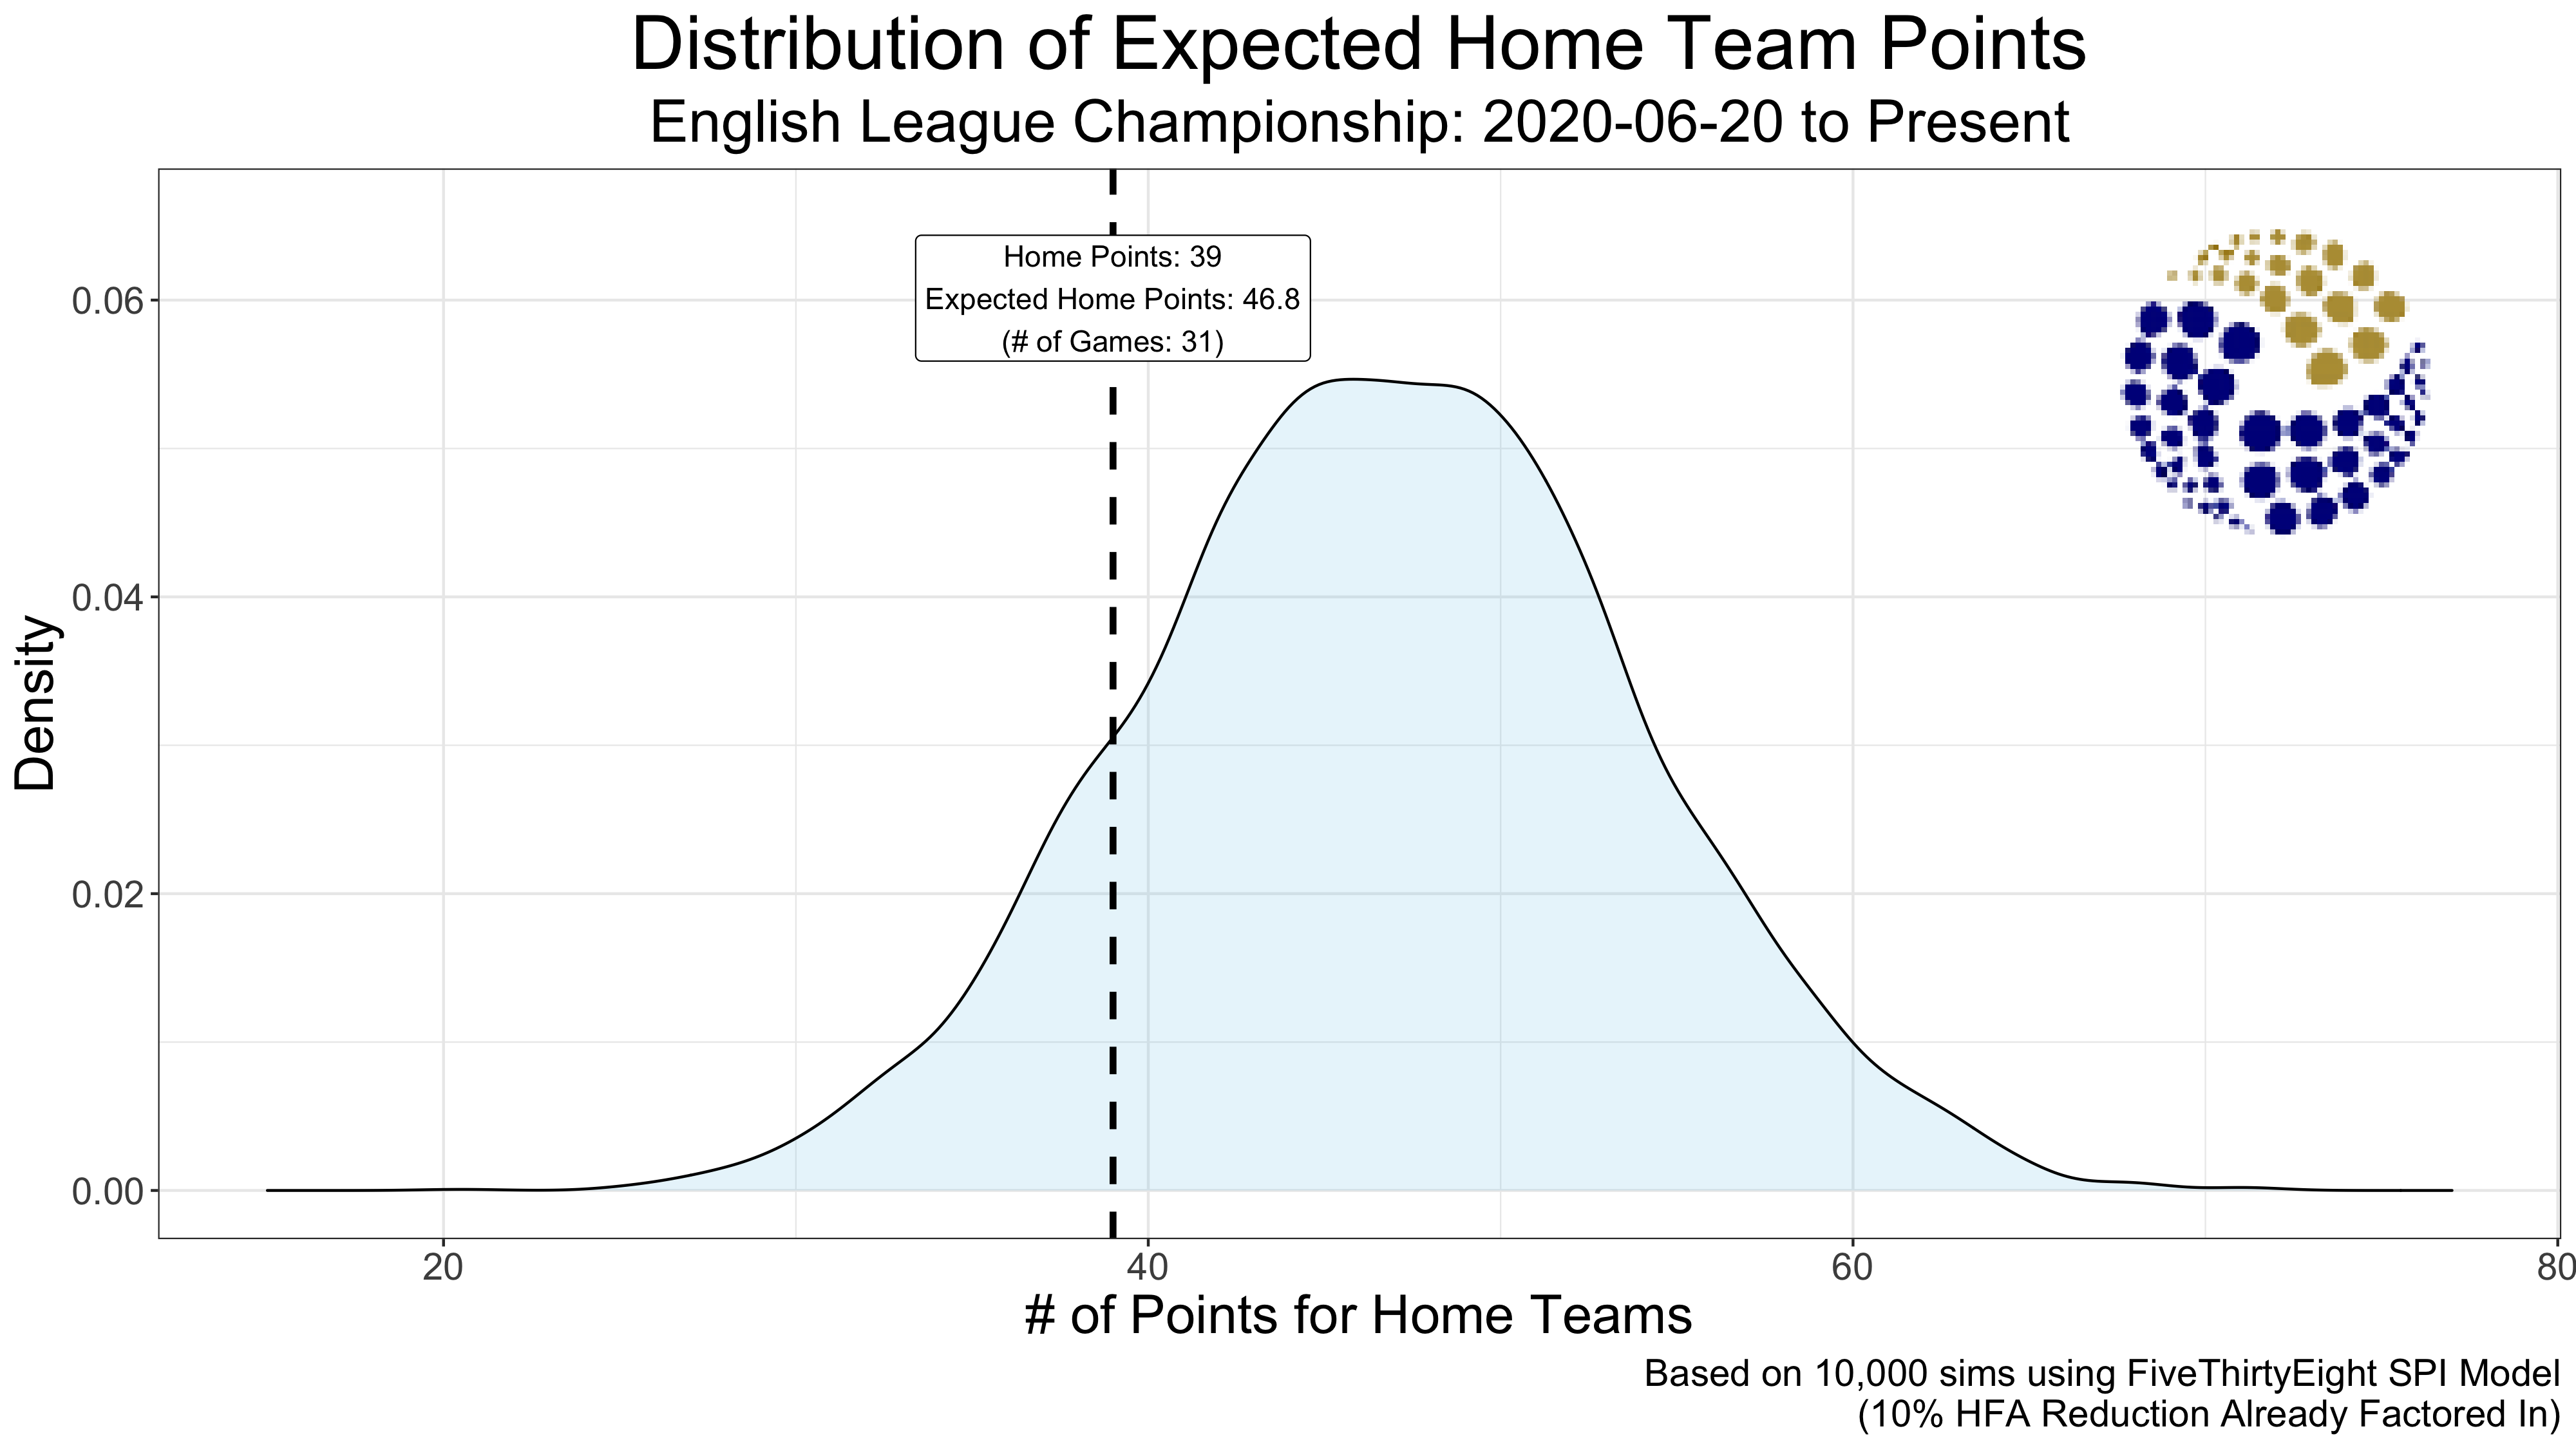 Distribution of Expected Home Team Points
English League Championship: 2020-06-20 to Present
Home Points: 39
Expected Home Points: 46.8
(# of Games: 31)
0.06
0.04
0.02
0.00
Density
20
40
60
80
# of Points for Home Teams
Based on 10,000 sims using FiveThirtyEight SPI Model
(10% HFA Reduction Already Factored In)